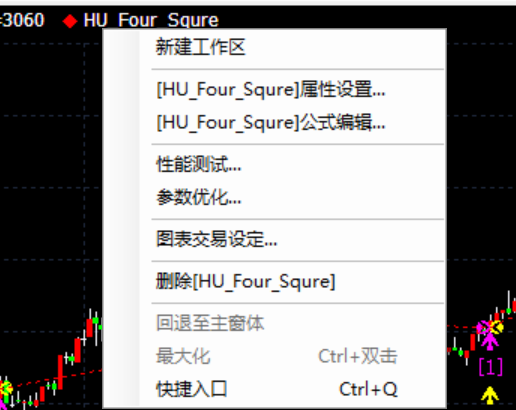 =3060 ◆ HU_Four_Squre
新建工作区
[HU_Four_Squre]属性设置...
[HU_Four_Squre]公式编辑...
性能测试...
参数优化...
图表交易设定...
删除[HU_Four_Squre]
回退至主窗体
最大化 Ctrl+双击
快捷入口 Ctrl+Q
[1]